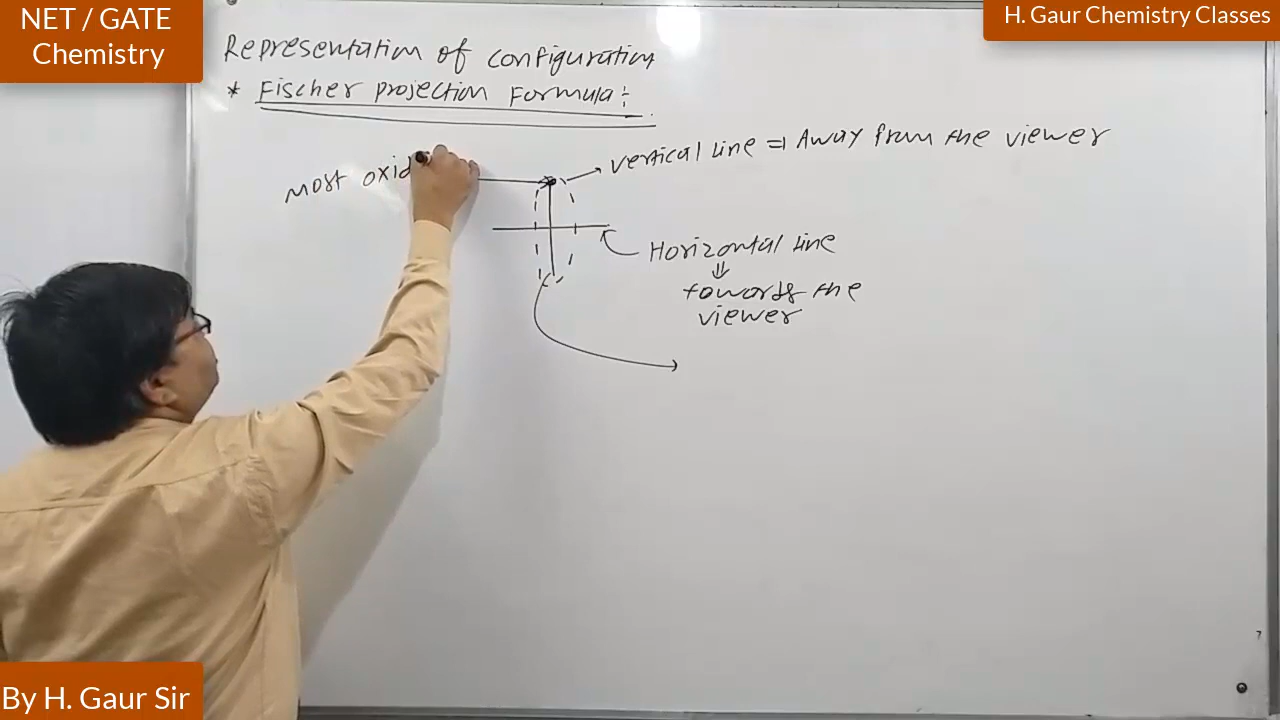 NET / GATE
Chemistry
H. Gaur Chemistry Classes
Representation of configuration
* Fischer projection Formula:
vertical line ⇒ Away from the viewer
most oxid
Horizontal line
⇓
towards the
viewer
By H. Gaur Sir